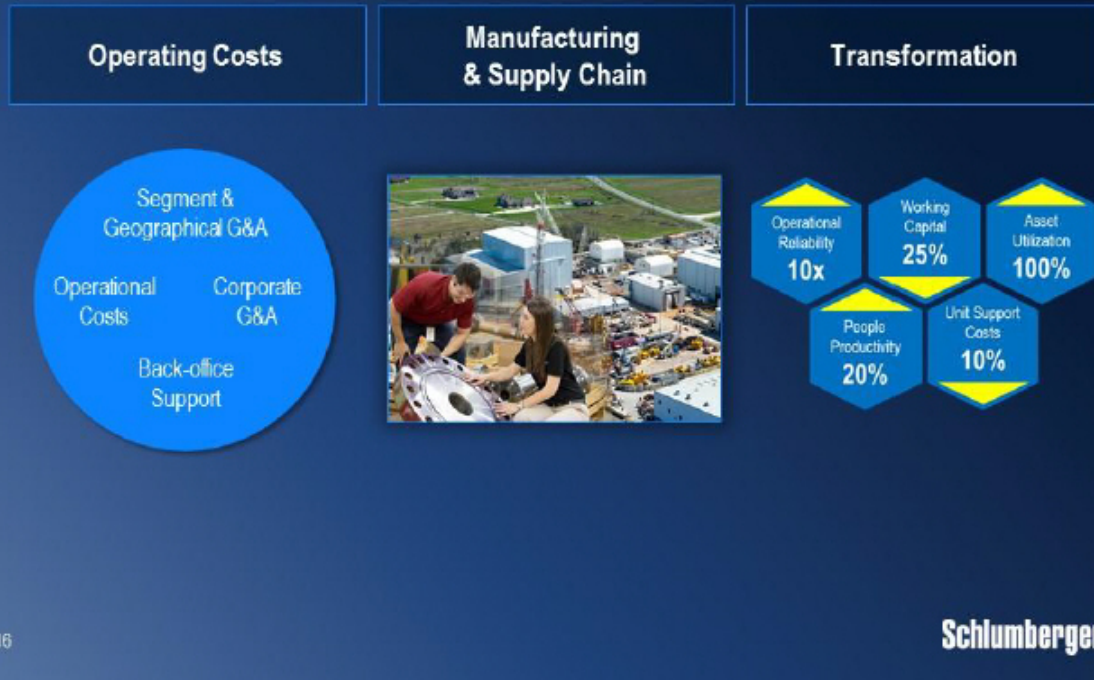 Operating Costs
Manufacturing
& Supply Chain
Transformation
Segment &
Geographical G&A
Operational
Costs
Corporate
G&A
Back-office
Support
Operational
Reliability
10x
Working
Capital
25%
Asset
Utilization
100%
People
Productivity
20%
Unit Support
Costs
10%
16
Schlumberger